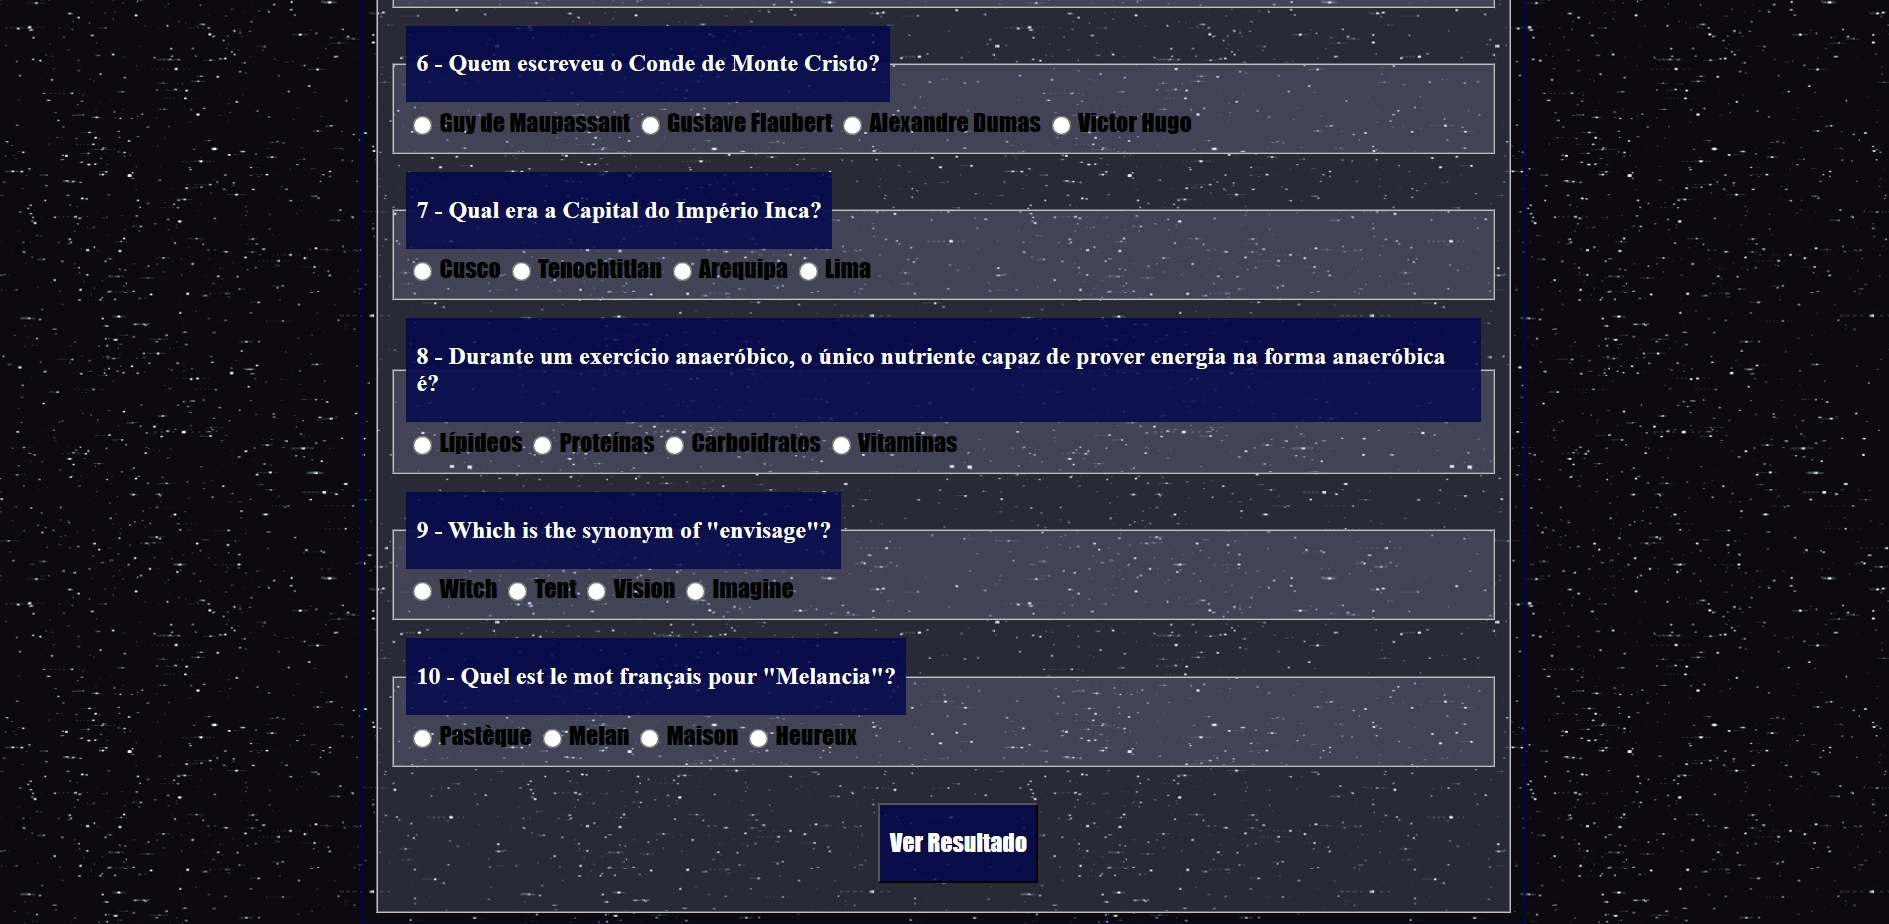 6 - Quem escreveu o Conde de Monte Cristo?
Guy de Maupassant Gustave Flaubert Alexandre Dumas Victor Hugo
7 - Qual era a Capital do Império Inca?
Cusco Tenochtitlan Arequipa Lima
8 - Durante um exercício anaeróbico, o único nutriente capaz de prover energia na forma anaeróbica
é?
Lípideos Proteínas Carboidratos Vitaminas
9 - Which is the synonym of "envisage"?
Witch Tent Vision Imagine
10 - Quel est le mot français pour "Melancia"?
Pastèque Melan Maison Heureux
Ver Resultado